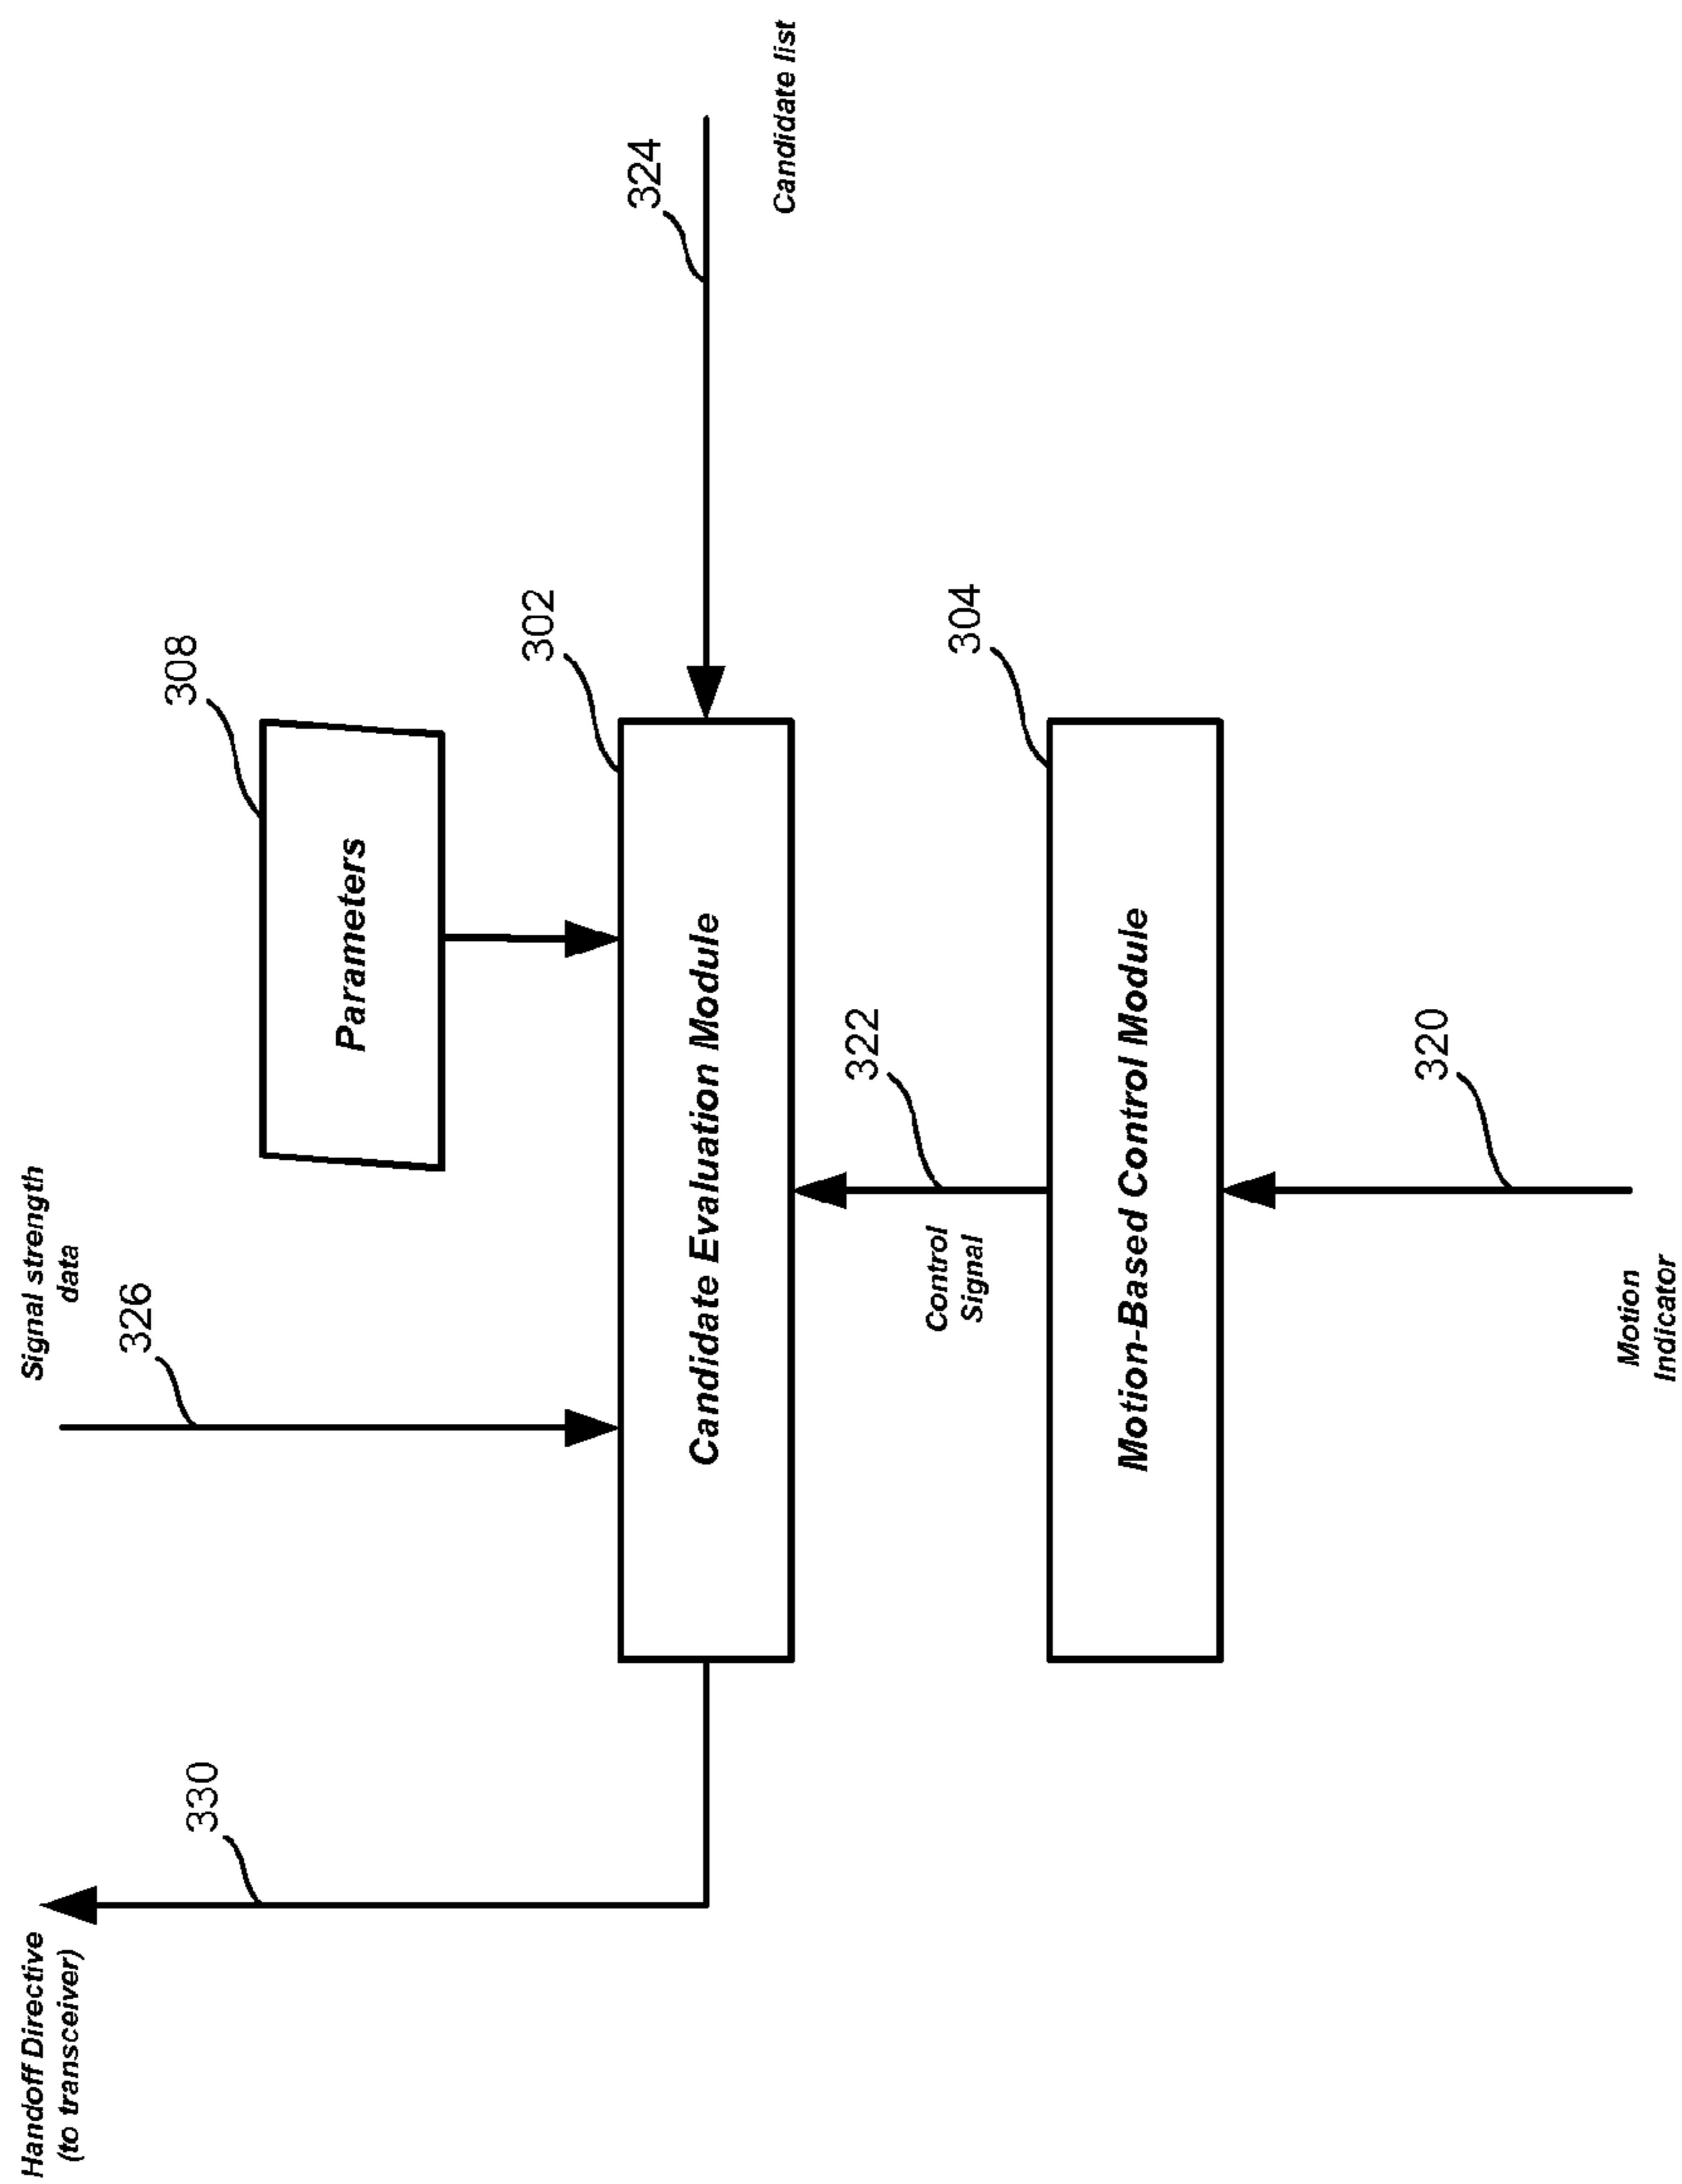 Handoff Directive
(to transceiver)
Signal strength
data
326
330
308
Parameters
302
324
Candidate Evaluation Module
Candidate list
322
Control
Signal
304
Motion-Based Control Module
320
Motion
Indicator